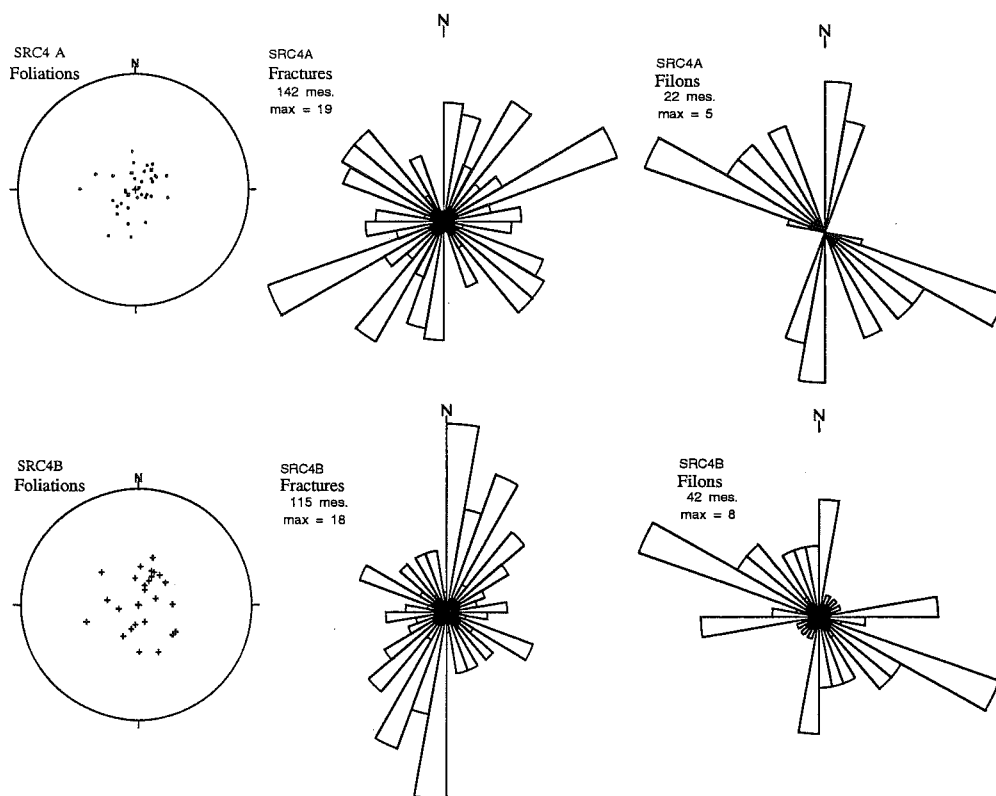 SRC4 A
Foliations
N
SRC4A
Fractures
142 mes.
max = 19
N
SRC4A
Filons
22 mes.
max = 5
N
SRC4B
Foliations
N
SRC4B
Fractures
115 mes.
max = 18
N
SRC4B
Filons
42 mes.
max = 8
N